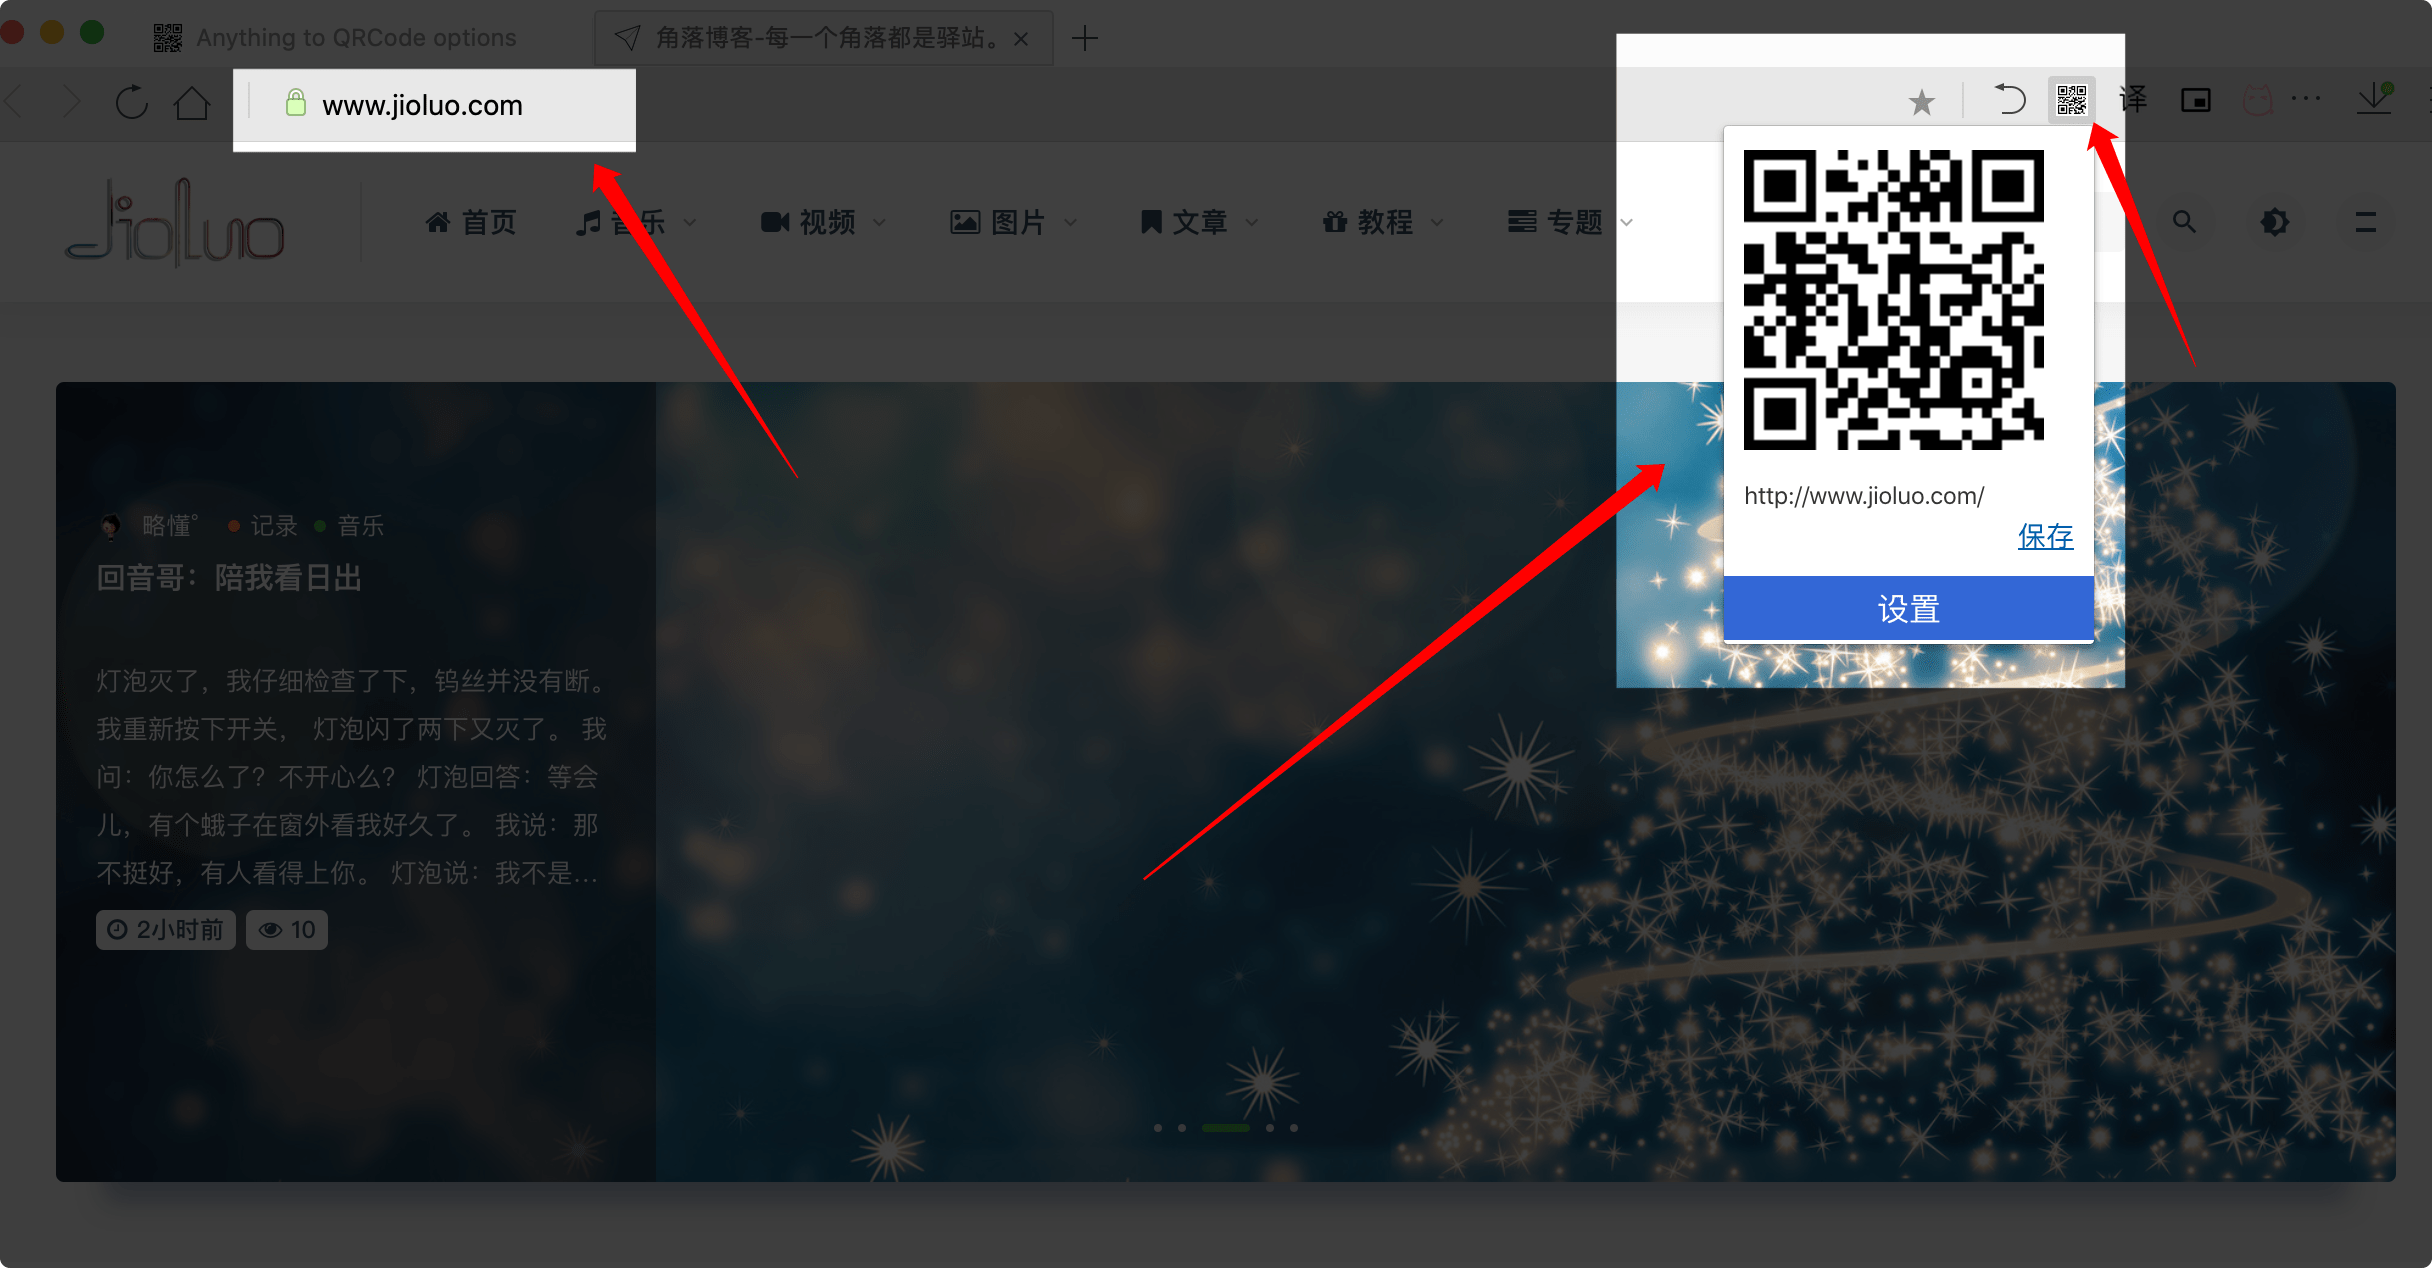 Anything to QRCode options
角落博客-每一个角落都是驿站。
www.jioluo.com
译
Jioluo
首页 音乐 视频 图片 文章 教程 专题
http://www.jioluo.com/
保存
设置
略懂° 记录 音乐
回音哥：陪我看日出
灯泡灭了，我仔细检查了下，钨丝并没有断。
我重新按下开关， 灯泡闪了两下又灭了。 我
问：你怎么了？不开心么？ 灯泡回答：等会
儿，有个蛾子在窗外看我好久了。 我说：那
不挺好，有人看得上你。 灯泡说：我不是...
2小时前 10